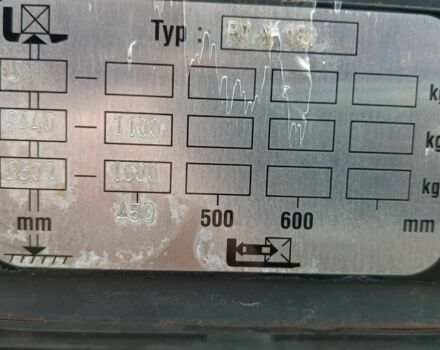 Typ :
- kg
3440 - 1100 kg
- 1600 kg
mm 450 500 600 mm